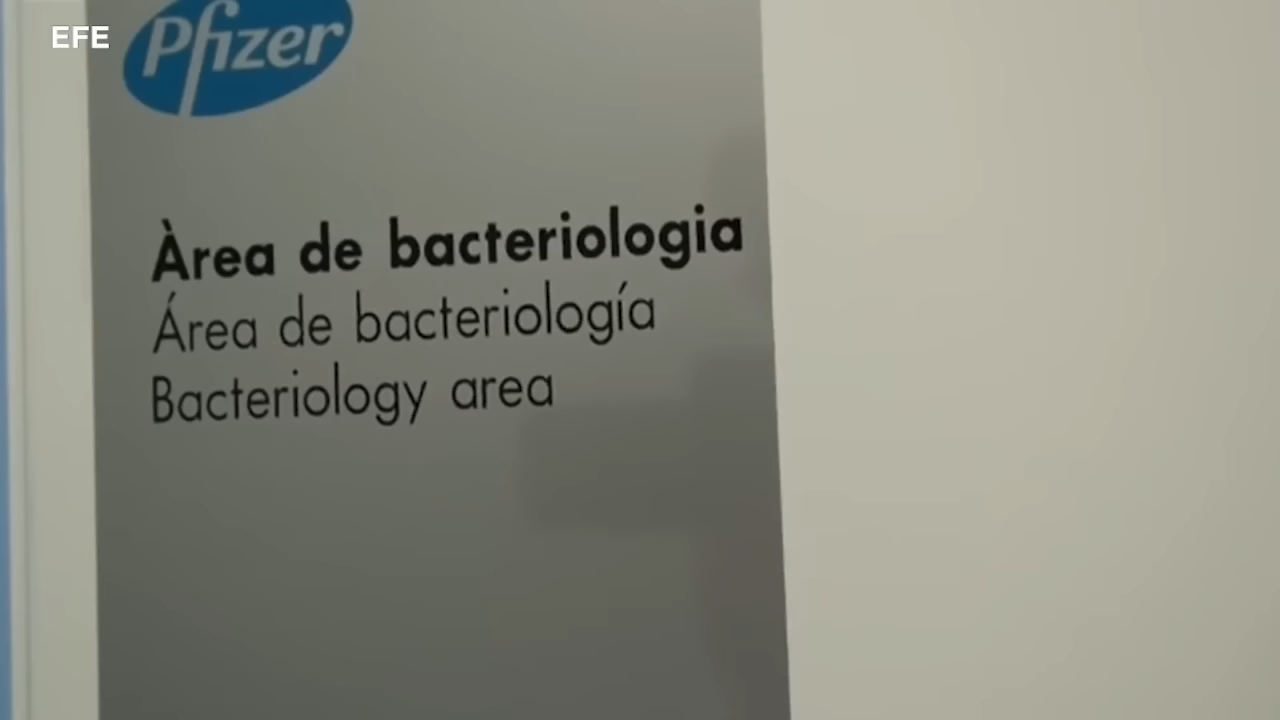 EFE
Pfizer
Àrea de bacteriologia
Área de bacteriología
Bacteriology area